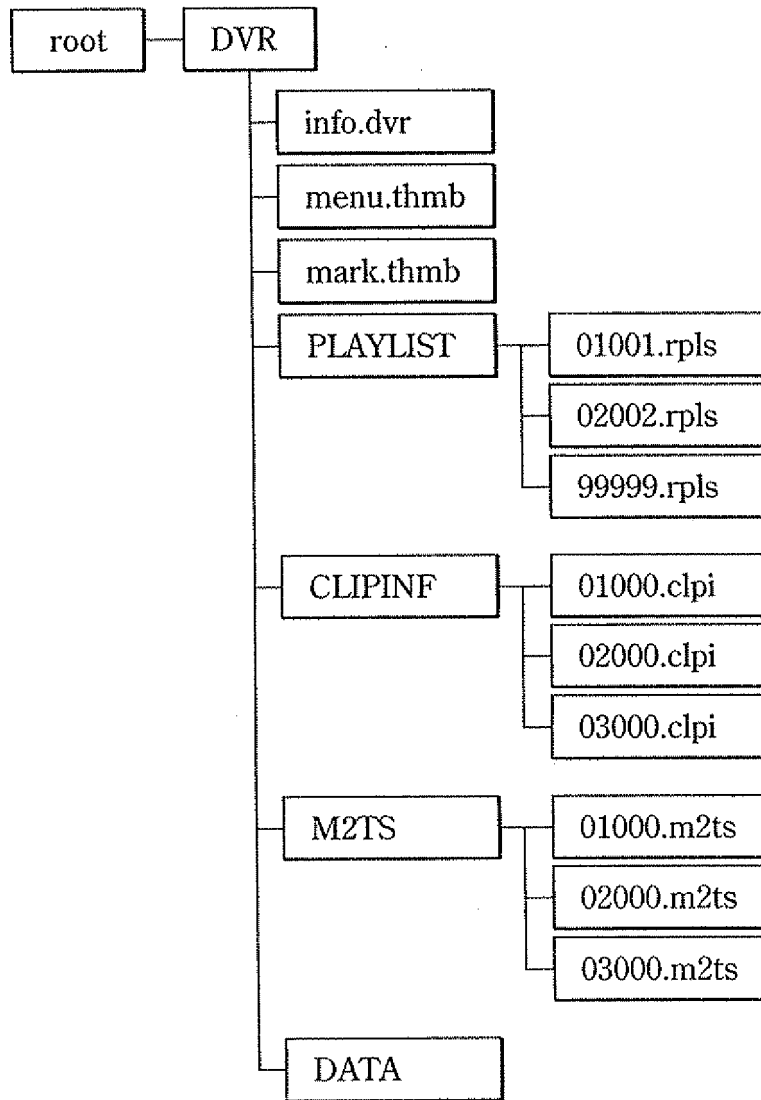 root
DVR
info.dvr
menu.thmb
mark.thmb
PLAYLIST
01001.rpls
02002.rpls
99999.rpls
CLIPINF
01000.clpi
02000.clpi
03000.clpi
M2TS
01000.m2ts
02000.m2ts
03000.m2ts
DATA